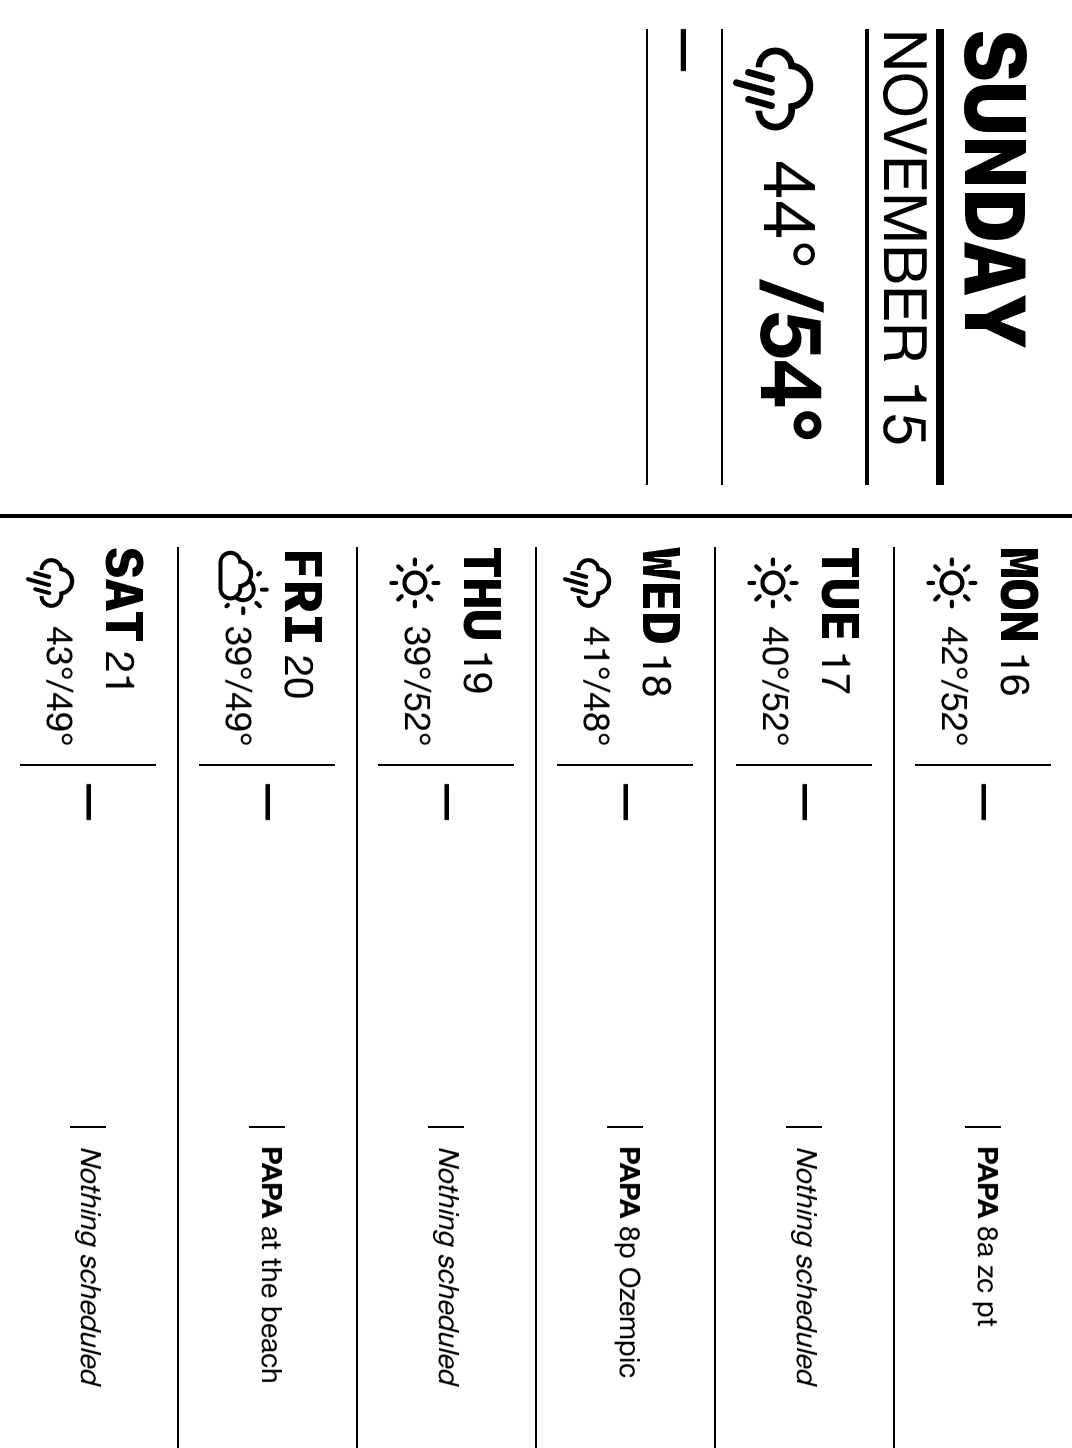 SUNDAY
NOVEMBER 15
44°/54°
—
MON 16
42°/52°
—
PAPA 8a zc pt
TUE 17
40°/52°
—
Nothing scheduled
WED 18
41°/48°
—
PAPA 8p Ozempic
THU 19
39°/52°
—
Nothing scheduled
FRI 20
39°/49°
—
PAPA at the beach
SAT 21
43°/49°
—
Nothing scheduled